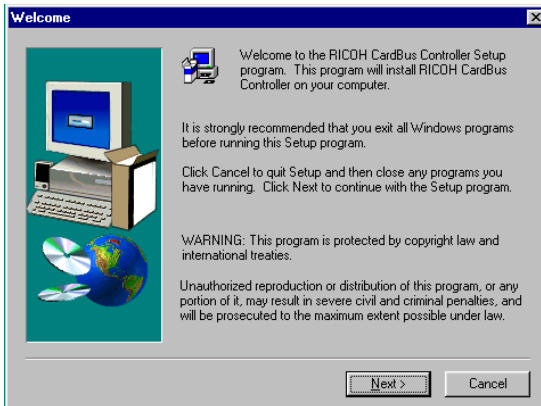 Welcome
Welcome to the RICOH CardBus Controller Setup
program. This program will install RICOH CardBus
Controller on your computer.
It is strongly recommended that you exit all Windows programs
before running this Setup program.
Click Cancel to quit Setup and then close any programs you
have running. Click Next to continue with the Setup program.
WARNING: This program is protected by copyright law and
international treaties.
Unauthorized reproduction or distribution of this program, or any
portion of it, may result in severe civil and criminal penalties, and
will be prosecuted to the maximum extent possible under law.
Next > Cancel